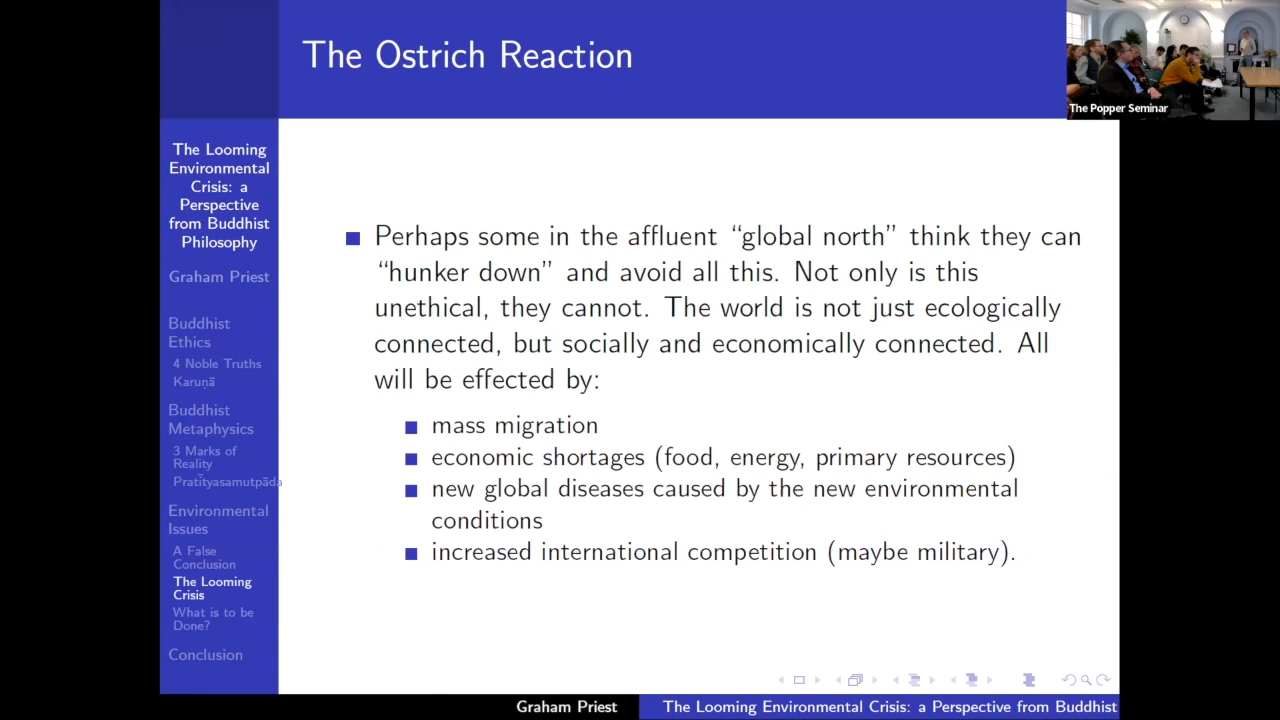 The Ostrich Reaction
The Popper Seminar
The Looming
Environmental
Crisis: a
Perspective
from Buddhist
Philosophy
Graham Priest
Buddhist
Ethics
4 Noble Truths
Karuṇā
Buddhist
Metaphysics
3 Marks of
Reality
Pratītyasamutpāda
Environmental
Issues
A False
Conclusion
The Looming
Crisis
What is to be
Done?
Conclusion
Perhaps some in the affluent “global north” think they can
“hunker down” and avoid all this. Not only is this
unethical, they cannot. The world is not just ecologically
connected, but socially and economically connected. All
will be effected by:
mass migration
economic shortages (food, energy, primary resources)
new global diseases caused by the new environmental
conditions
increased international competition (maybe military).
Graham Priest
The Looming Environmental Crisis: a Perspective from Buddhist